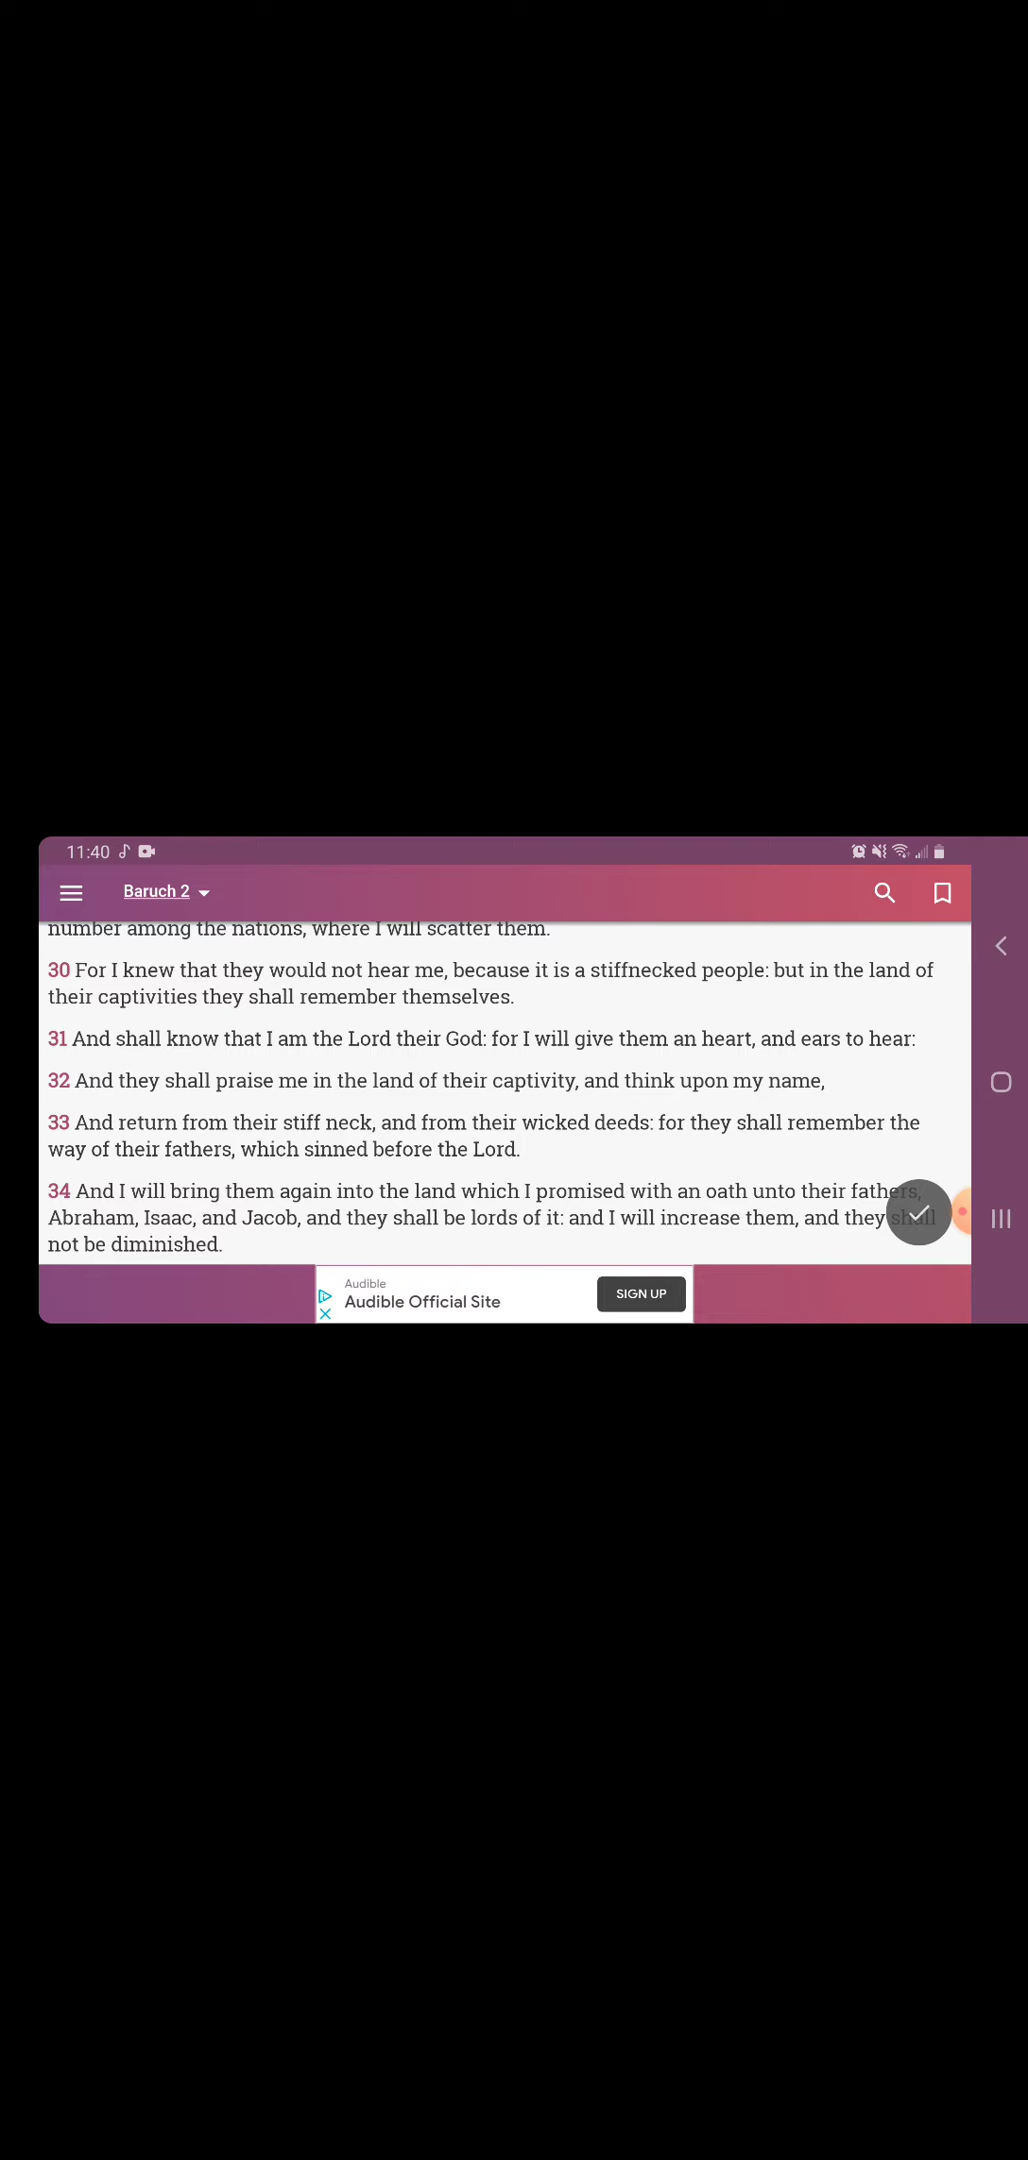 11:40
Baruch 2
number among the nations, where I will scatter them.
30 For I knew that they would not hear me, because it is a stiffnecked people: but in the land of
their captivities they shall remember themselves.
31 And shall know that I am the Lord their God: for I will give them an heart, and ears to hear:
32 And they shall praise me in the land of their captivity, and think upon my name,
33 And return from their stiff neck, and from their wicked deeds: for they shall remember the
way of their fathers, which sinned before the Lord.
34 And I will bring them again into the land which I promised with an oath unto their fathers,
Abraham, Isaac, and Jacob, and they shall be lords of it: and I will increase them, and they shall
not be diminished.
Audible
Audible Official Site
SIGN UP